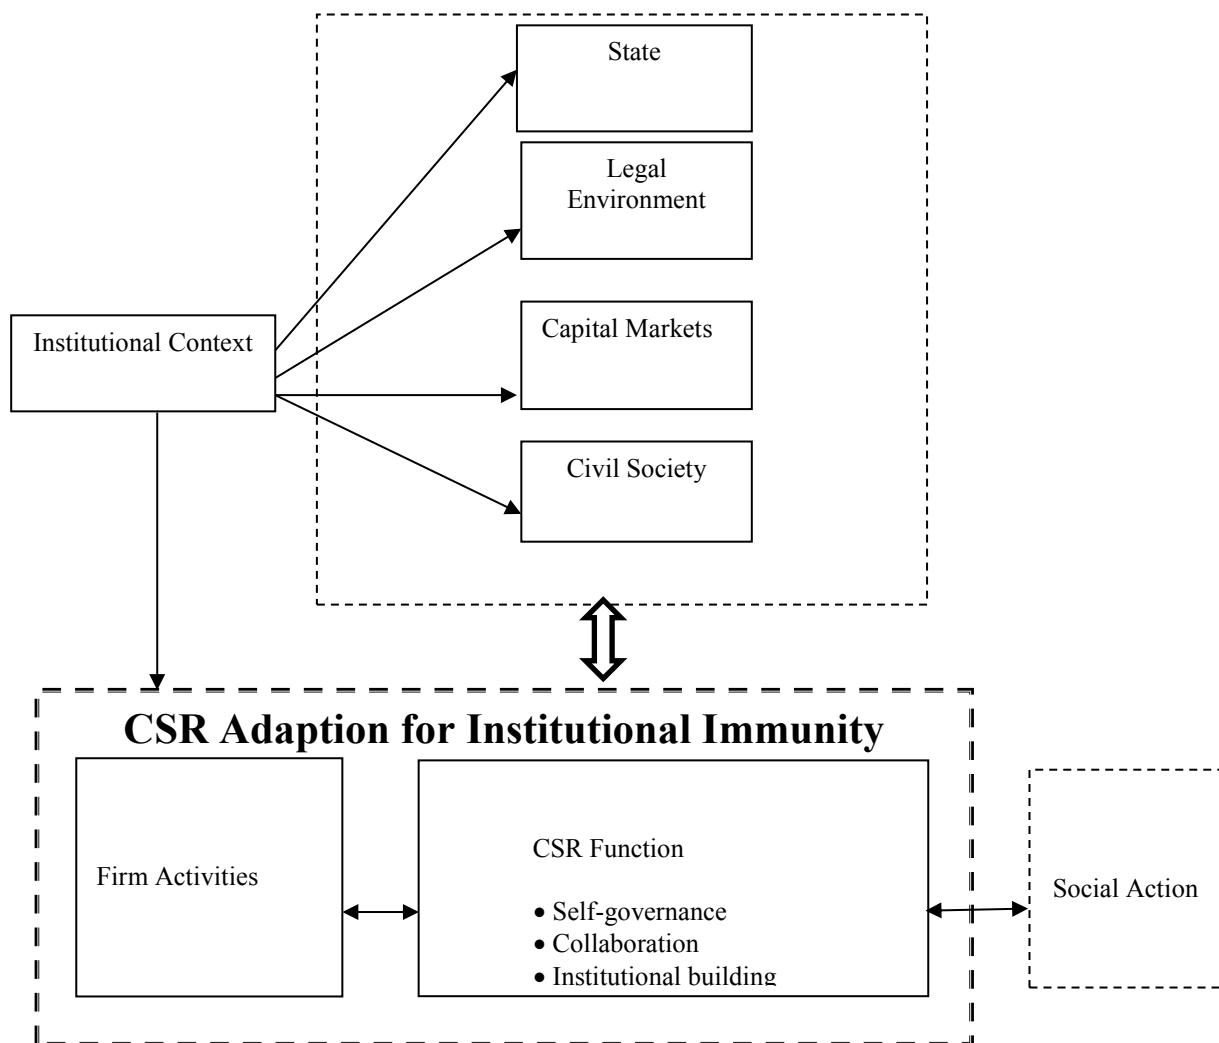 State
Legal
Environment
Institutional Context
Capital Markets
Civil Society
CSR Adaption for Institutional Immunity
Firm Activities
CSR Function
• Self-governance
• Collaboration
• Institutional building
Social Action